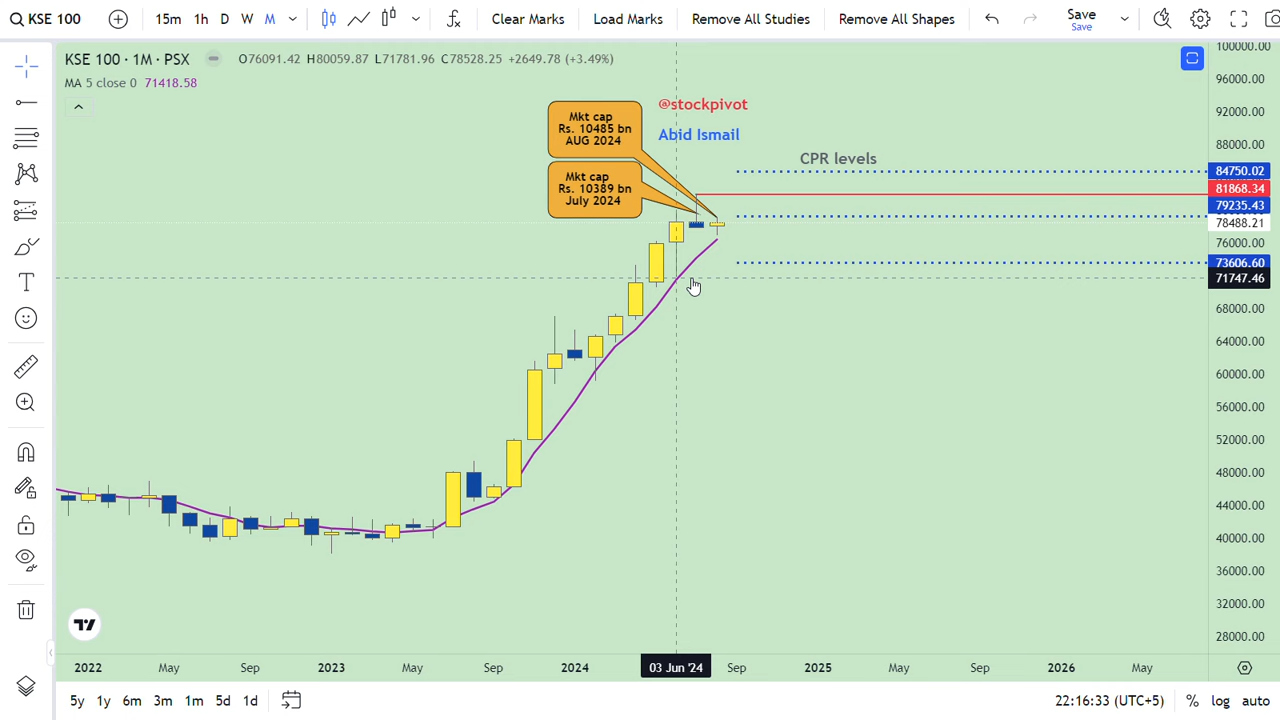 KSE 100
15m 1h D W M
Clear Marks
Load Marks
Remove All Studies
Remove All Shapes
Save
Save
KSE 100 · 1M · PSX
O76091.42 H80059.87 L71781.96 C78528.25 +2649.78 (+3.49%)
MA 5 close 0 71418.58
Mkt cap
Rs. 10485 bn
AUG 2024
Mkt cap
Rs. 10389 bn
July 2024
@stockpivot
Abid Ismail
CPR levels
100000.00
96000.00
92000.00
88000.00
84750.02
81868.34
79235.43
78488.21
76000.00
73606.60
71747.46
68000.00
64000.00
60000.00
56000.00
52000.00
48000.00
44000.00
40000.00
36000.00
32000.00
28000.00
2022 May Sep 2023 May Sep 2024 03 Jun '24 Sep 2025 May Sep 2026 May
5y 1y 6m 3m 1m 5d 1d
22:16:33 (UTC+5) % log auto